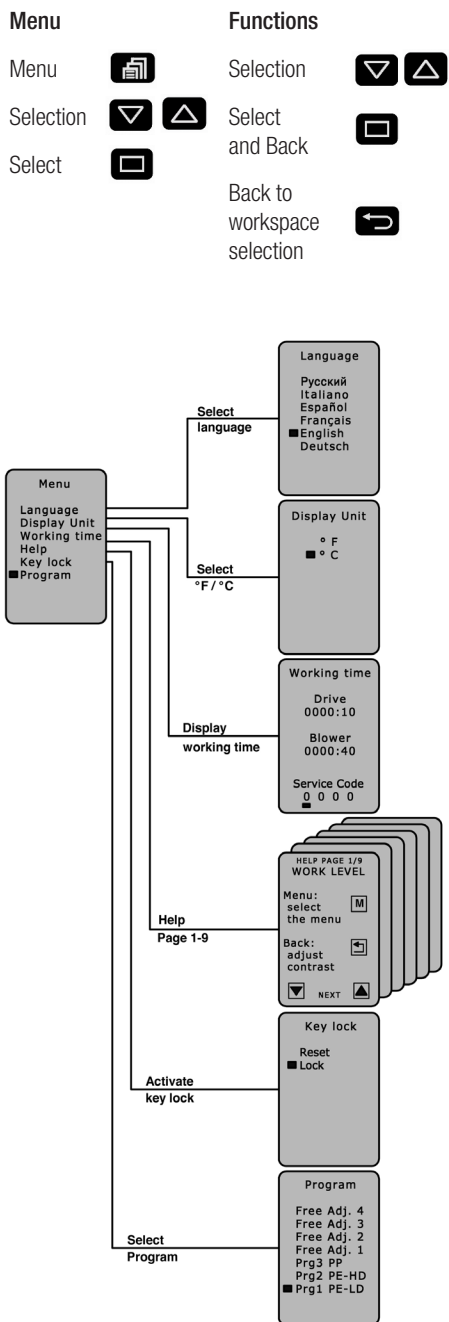 Menu
Menu
Selection
Select
Functions
Selection
Select
and Back
Back to
workspace
selection
Menu
Language
Display Unit
Working time
Help
Key lock
Program
Select
language
Language
Русский
Italiano
Español
Français
English
Deutsch
Select
°F / °C
Display Unit
° F
° C
Display
working time
Working time
Drive
0000:10
Blower
0000:40
Service Code
0 0 0 0
Help
Page 1-9
HELP PAGE 1/9
WORK LEVEL
Menu:
select
the menu
M
Back:
adjust
contrast
NEXT
Activate
key lock
Key lock
Reset
Lock
Select
Program
Program
Free Adj. 4
Free Adj. 3
Free Adj. 2
Free Adj. 1
Prg3 PP
Prg2 PE-HD
Prg1 PE-LD